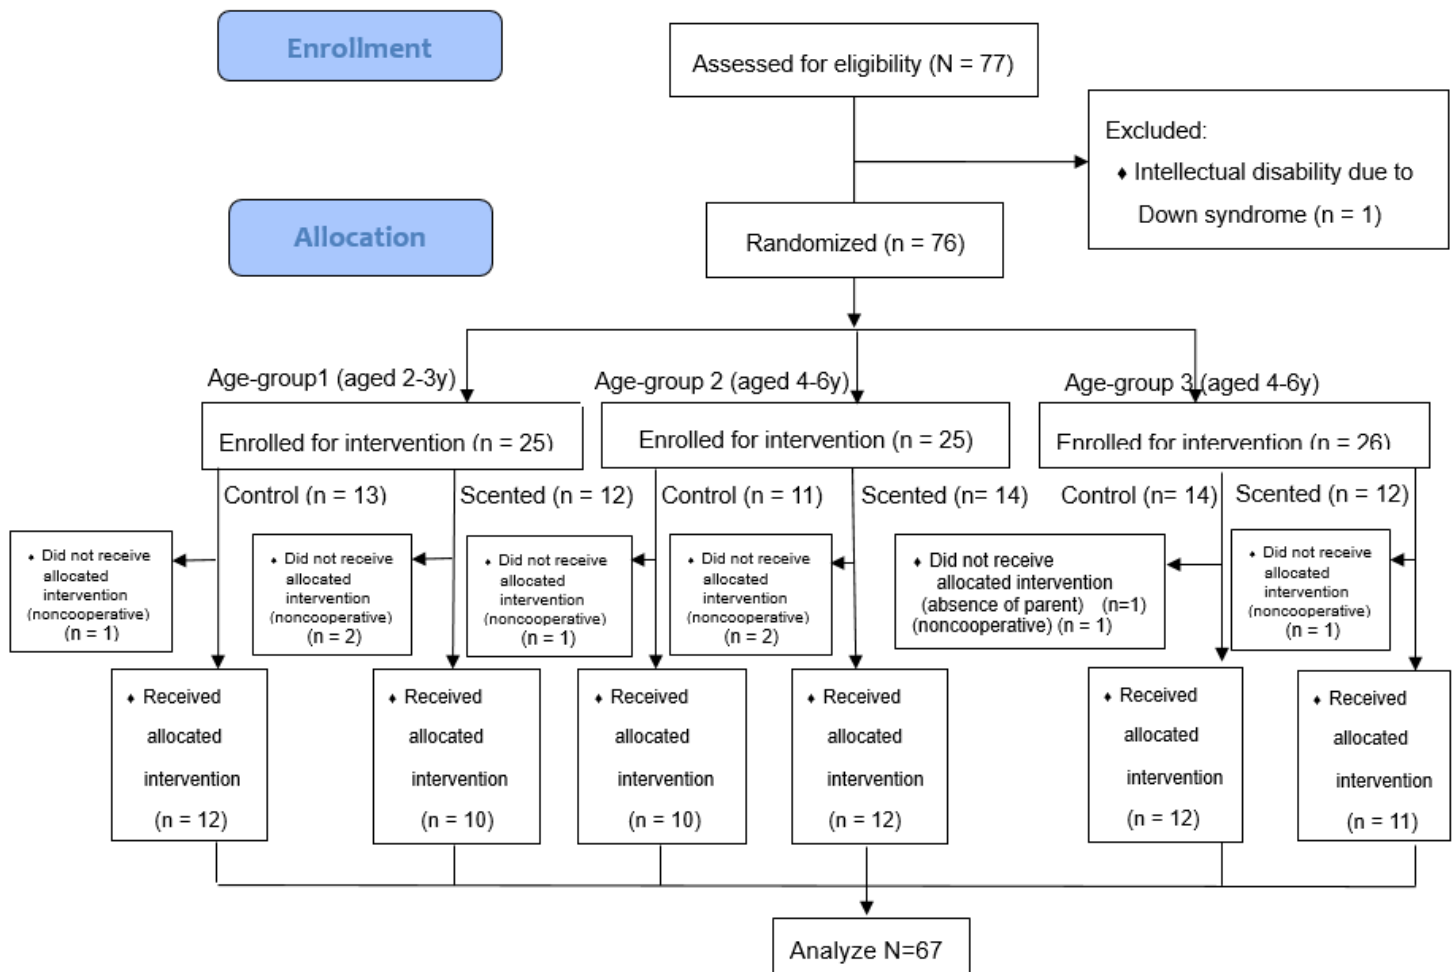 Enrollment
Assessed for eligibility (N = 77)
Excluded:
♦ Intellectual disability due to
Down syndrome (n = 1)
Allocation
Randomized (n = 76)
Age-group1 (aged 2-3y)
Age-group 2 (aged 4-6y)
Age-group 3 (aged 4-6y)
Enrolled for intervention (n = 25)
Enrolled for intervention (n = 25)
Enrolled for intervention (n = 26)
Control (n = 13)
Scented (n = 12)
Control (n = 11)
Scented (n= 14)
Control (n= 14)
Scented (n = 12)
♦ Did not receive
allocated
intervention
(noncooperative)
(n = 1)
♦ Did not receive
allocated
intervention
(noncooperative)
(n = 2)
♦ Did not receive
allocated
intervention
(noncooperative)
(n = 1)
♦ Did not receive
allocated
intervention
(noncooperative)
(n = 2)
♦ Did not receive
allocated intervention
(absence of parent) (n=1)
(noncooperative) (n = 1)
♦ Did not receive
allocated
intervention
(noncooperative)
(n = 1)
♦ Received
allocated
intervention
(n = 12)
♦ Received
allocated
intervention
(n = 10)
♦ Received
allocated
intervention
(n = 10)
♦ Received
allocated
intervention
(n = 12)
♦ Received
allocated
intervention
(n = 12)
♦ Received
allocated
intervention
(n = 11)
Analyze N=67